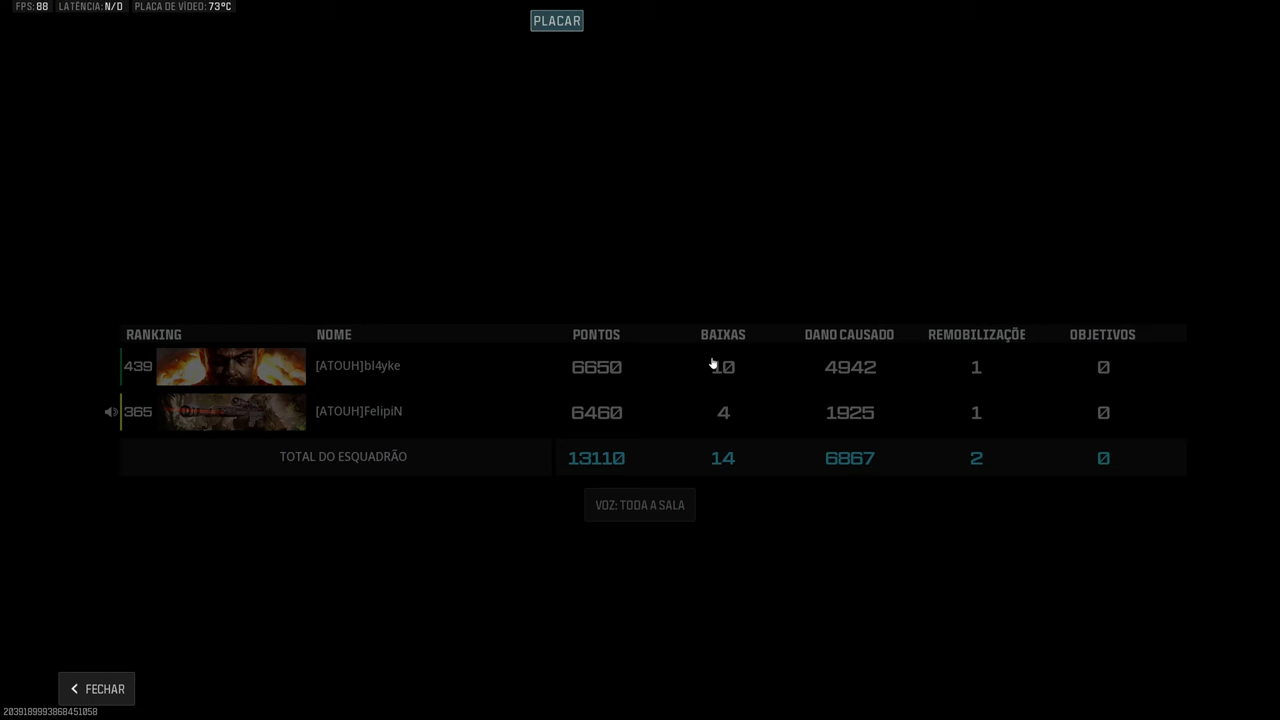 FPS: 88 LATÊNCIA: N/D PLACA DE VÍDEO: 73°C
PLACAR
RANKING NOME PONTOS BAIXAS DANO CAUSADO REMOBILIZAÇÕE OBJETIVOS
439 [ATOUH]bl4yke 6650 10 4942 1 0
365 [ATOUH]FelipiN 6460 4 1925 1 0
TOTAL DO ESQUADRÃO 13110 14 6867 2 0
VOZ: TODA A SALA
FECHAR
2039189993868451058